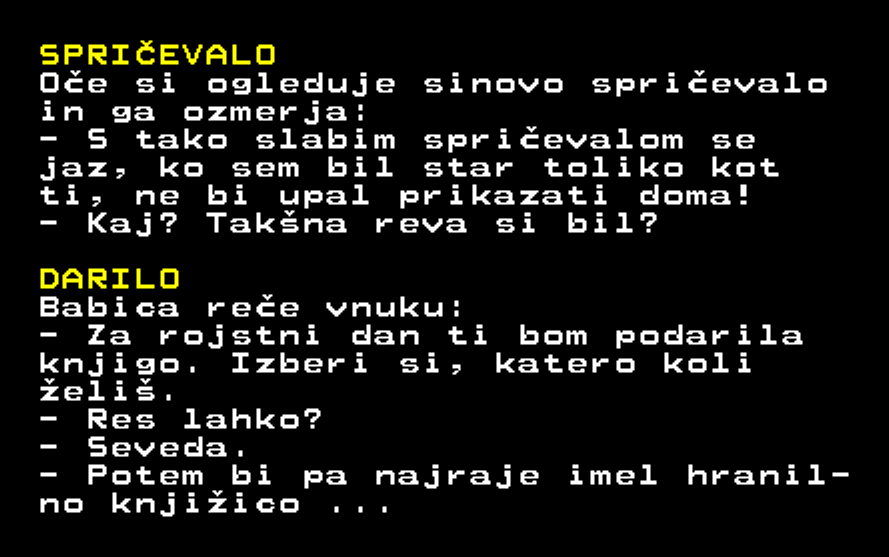 SPRIČEVALO
Oče si ogleduje sinovo spričevalo
in ga ozmerja:
- S tako slabim spričevalom se
jaz, ko sem bil star toliko kot
ti, ne bi upal prikazati doma!
- Kaj? Takšna reva si bil?
DARILO
Babica reče vnuku:
- Za rojstni dan ti bom podarila
knjigo. Izberi si, katero koli
želiš.
- Res lahko?
- Seveda.
- Potem bi pa najraje imel hranil-
no knjižico ...